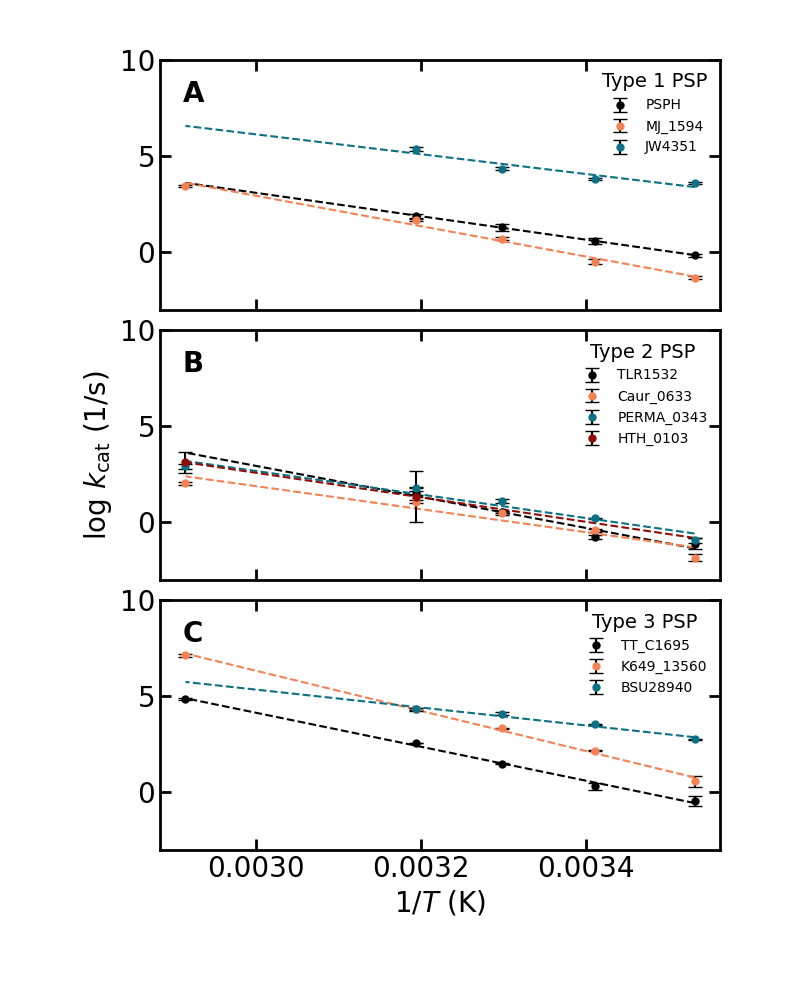 10
A
Type 1 PSP
PSPH
MJ_1594
JW4351
5
0
10
B
Type 2 PSP
TLR1532
Caur_0633
PERMA_0343
HTH_0103
5
0
log kcat (1/s)
10
C
Type 3 PSP
TT_C1695
K649_13560
BSU28940
5
0
0.0030 0.0032 0.0034
1/T (K)